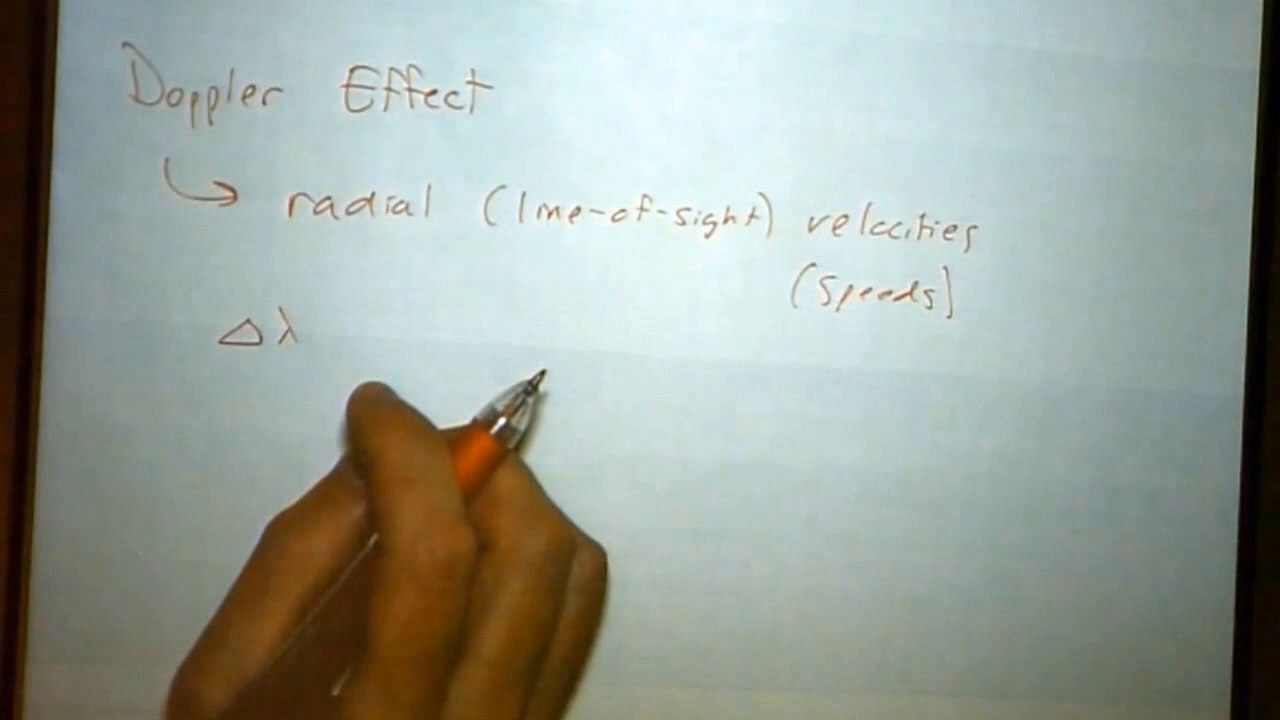 Doppler Effect
↳ radial (line-of-sight) velocities
(speeds)
Δλ